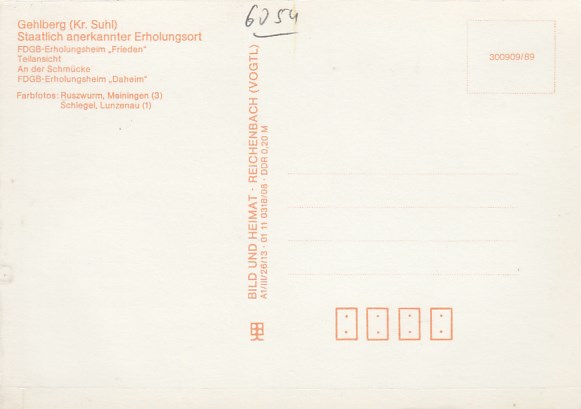 Gehlberg (Kr. Suhl)
Staatlich anerkannter Erholungsort
FDGB-Erholungsheim „Frieden"
Teilansicht
An der Schmücke
FDGB-Erholungsheim „Daheim"
Farbfotos: Ruszwurm, Meiningen (3)
Schlegel, Lunzenau (1)
6054
BILD UND HEIMAT · REICHENBACH (VOGTL)
A1/III/26/13 · 01 11 0318/08 · DDR 0,20 M
300909/89